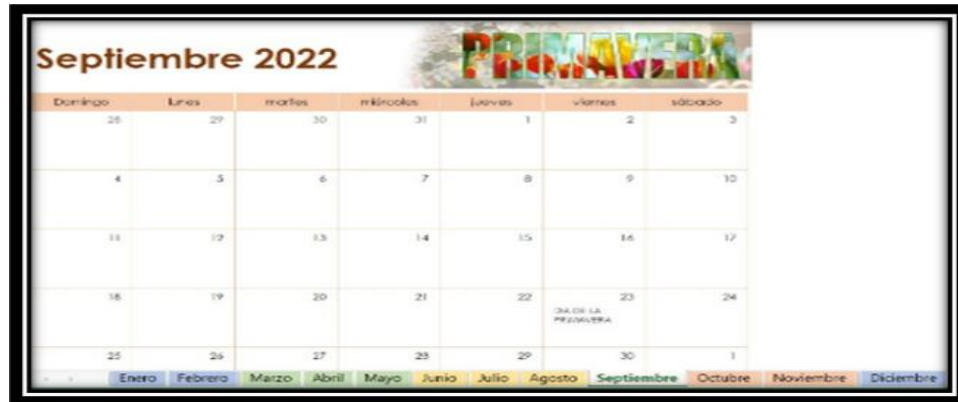 PRIMAVERA
Septiembre 2022
Domingo lunes martes miércoles jueves viernes sábado
28 29 30 31 1 2 3
4 5 6 7 8 9 10
11 12 13 14 15 16 17
18 19 20 21 22 23 24
DIA DE LA
PRIMAVERA
25 26 27 28 29 30 1
Enero Febrero Marzo Abril Mayo Junio Julio Agosto Septiembre Octubre Noviembre Diciembre